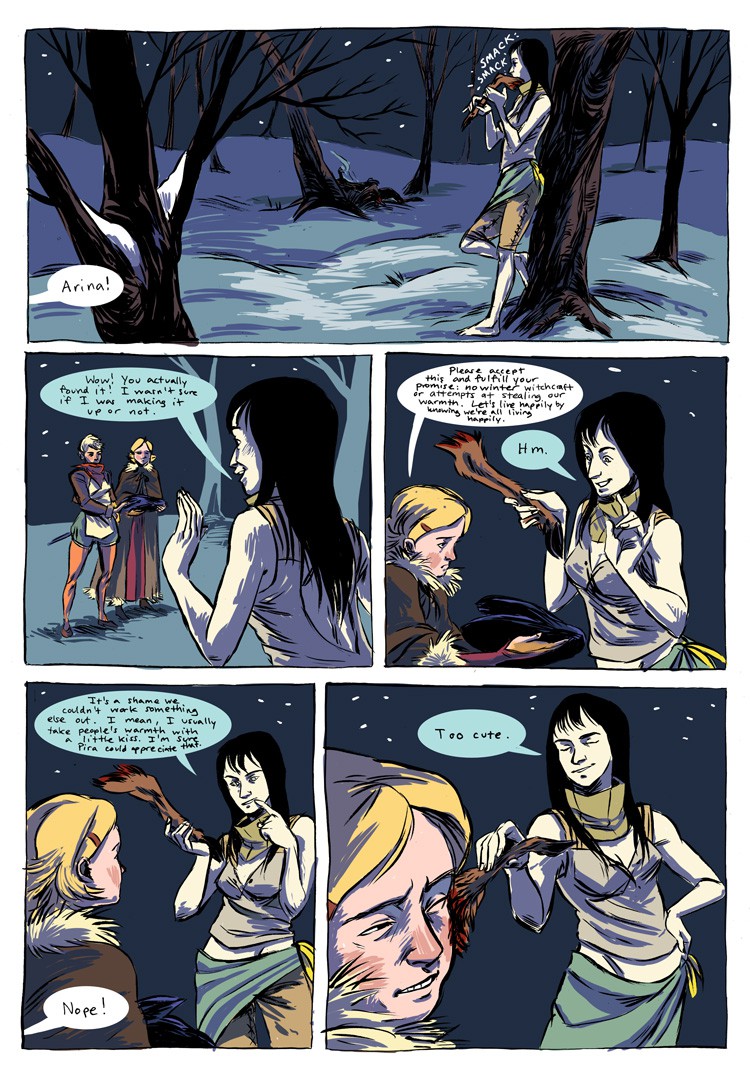 SMACK.
SMACK.
Arina!
Wow! You actually
found it! I wasn't sure
if I was making it
up or not.
Please accept
this and fulfill your
promise: no winter witchcraft
or attempts at stealing our
warmth. Let's live happily by
knowing we're all living
happily.
Hm.
It's a shame we
couldn't work something
else out. I mean, I usually
take people's warmth with
a little kiss. I'm sure
Pira could appreciate that.
Nope!
Too cute.